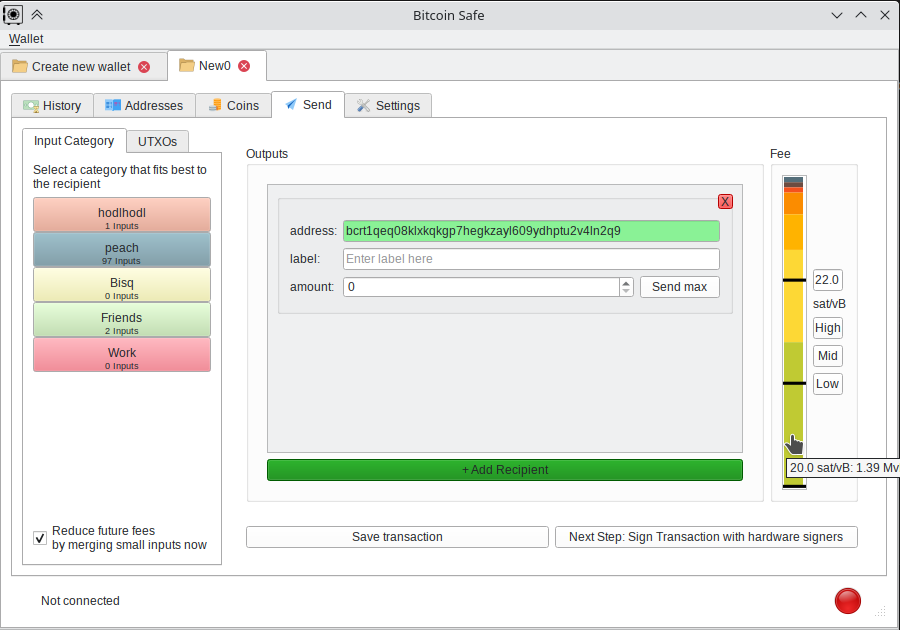 Bitcoin Safe
Wallet
Create new wallet
New0
History
Addresses
Coins
Send
Settings
Input Category
UTXOs
Select a category that fits best to
the recipient
hodlhodl
1 Inputs
peach
97 Inputs
Bisq
0 Inputs
Friends
2 Inputs
Work
0 Inputs
Reduce future fees
by merging small inputs now
Outputs
X
address:
bcrt1qeq08klxkqkgp7hegkzayl609ydhptu2v4ln2q9
label:
Enter label here
amount:
0
Send max
+ Add Recipient
Fee
22.0
sat/vB
High
Mid
Low
20.0 sat/vB: 1.39 Mv
Save transaction
Next Step: Sign Transaction with hardware signers
Not connected